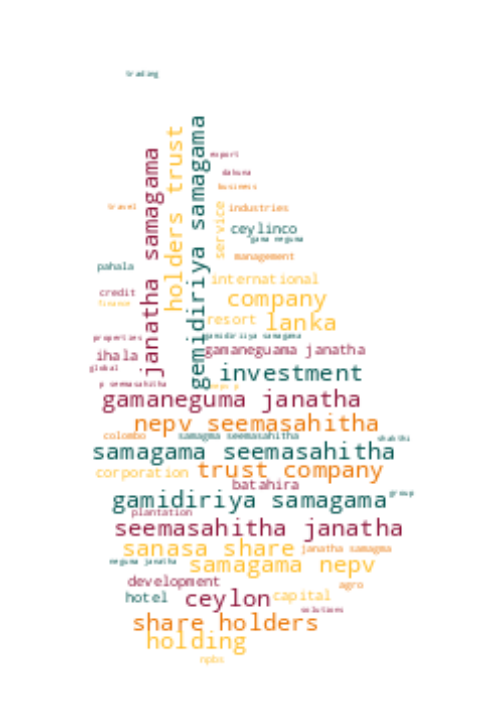 trading
janatha samagama
holders trust
gemidiriya samagama
export
dakuna
business
travel
service
industries
ceylinco
gama neguma
management
pahala
international
credit
company
finance
resort lanka
properties
gamidiriya samagama
ihala
gamaneguama janatha
global
investment
p seemasahitha
gamaneguma janatha
nepv seemasahitha
colombo
samagma seemasahitha
shakthi
samagama seemasahitha
corporation
trust company
batahira
group
gamidiriya samagama
plantation
seemasahitha janatha
sanasa share
janatha samagma
neguma janatha
samagama nepv
development
agro
hotel
ceylon
capital
solutions
share holders
holding
npbs